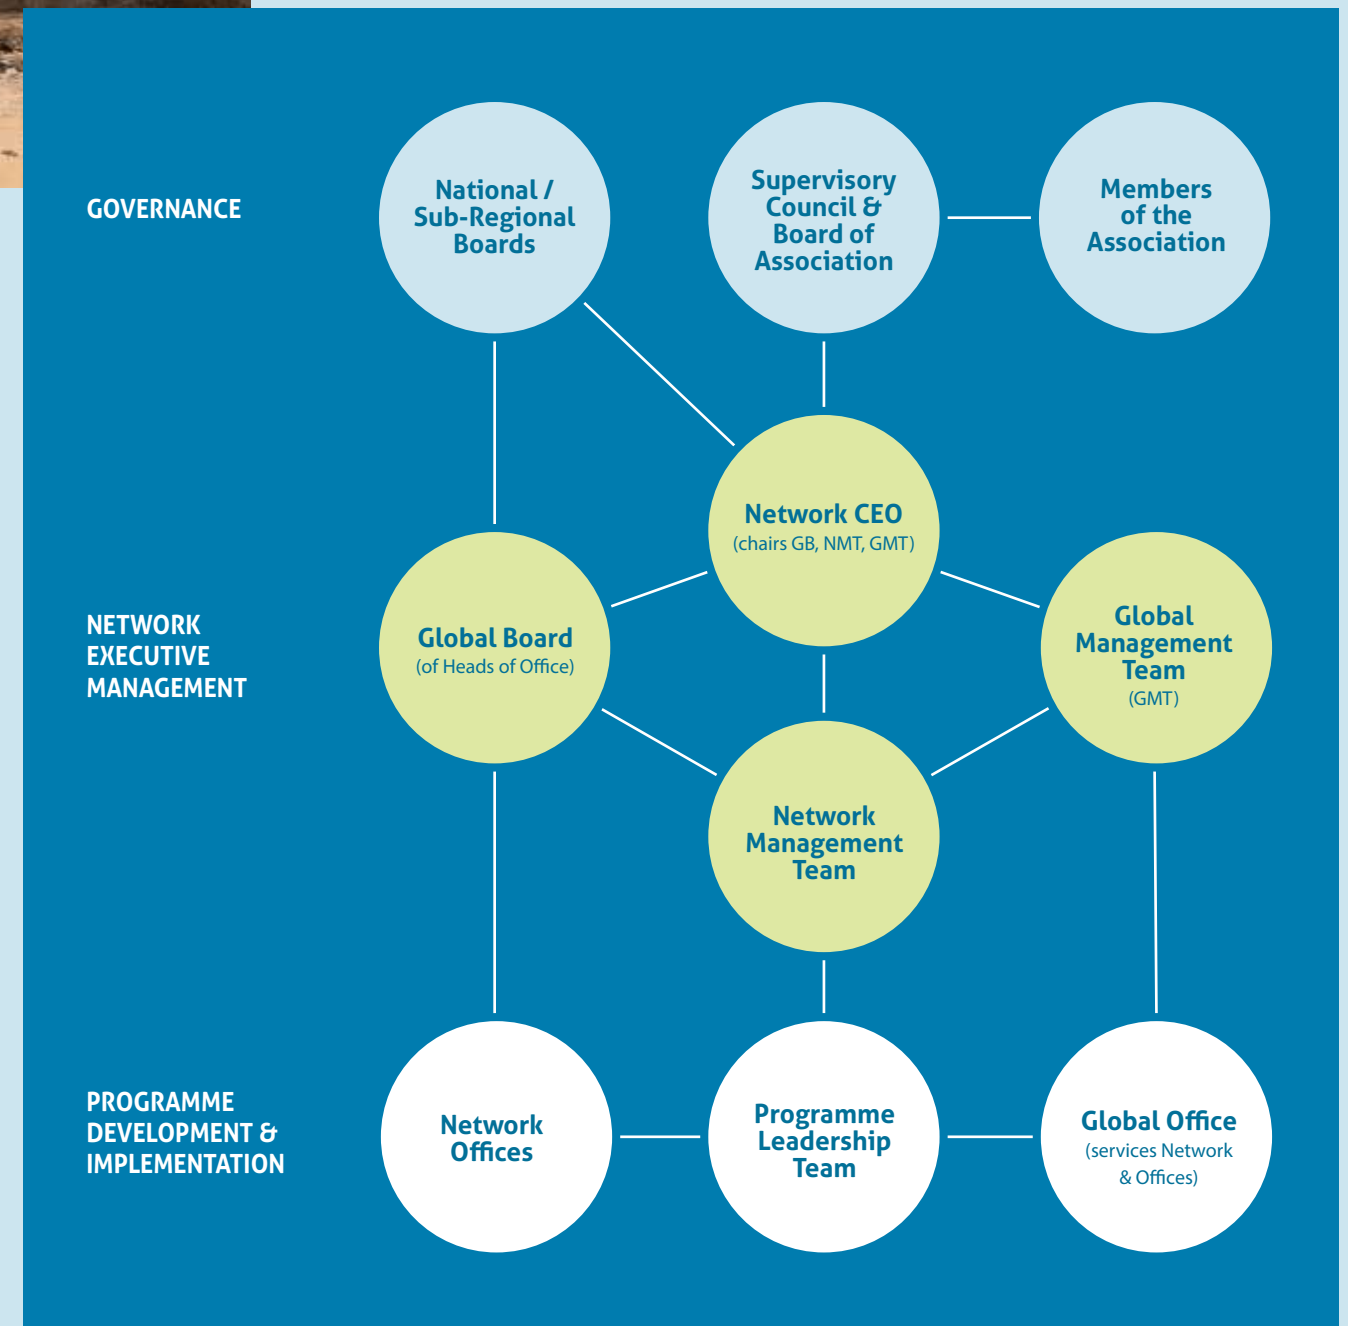 GOVERNANCE
National /
Sub-Regional
Boards
Supervisory
Council &
Board of
Association
Members
of the
Association
Network CEO
(chairs GB, NMT, GMT)
NETWORK
EXECUTIVE
MANAGEMENT
Global Board
(of Heads of Office)
Global
Management
Team
(GMT)
Network
Management
Team
PROGRAMME
DEVELOPMENT &
IMPLEMENTATION
Network
Offices
Programme
Leadership
Team
Global Office
(services Network
& Offices)